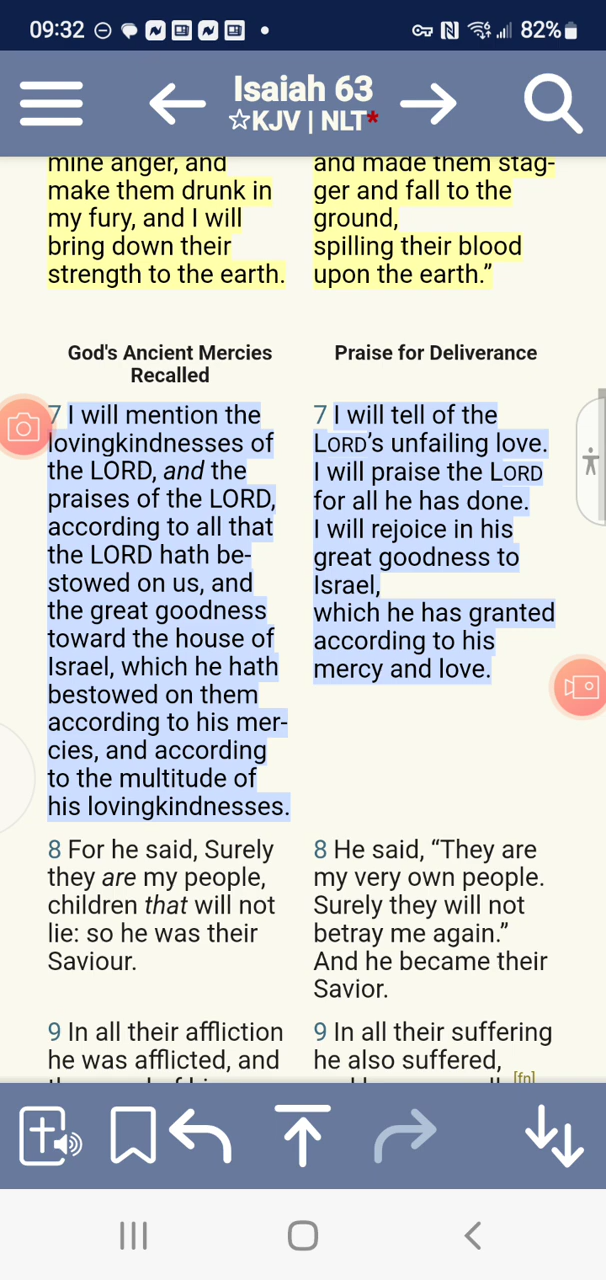 09:32
82%
Isaiah 63
☆KJV | NLT*
mine anger, and
make them drunk in
my fury, and I will
bring down their
strength to the earth.
and made them stag-
ger and fall to the
ground,
spilling their blood
upon the earth.”
God's Ancient Mercies
Recalled
7 I will mention the
lovingkindnesses of
the LORD, and the
praises of the LORD,
according to all that
the LORD hath be-
stowed on us, and
the great goodness
toward the house of
Israel, which he hath
bestowed on them
according to his mer-
cies, and according
to the multitude of
his lovingkindnesses.
Praise for Deliverance
7 I will tell of the
LORD’s unfailing love.
I will praise the LORD
for all he has done.
I will rejoice in his
great goodness to
Israel,
which he has granted
according to his
mercy and love.
8 For he said, Surely
they are my people,
children that will not
lie: so he was their
Saviour.
8 He said, “They are
my very own people.
Surely they will not
betray me again.”
And he became their
Savior.
9 In all their affliction
he was afflicted, and
9 In all their suffering
he also suffered,
[fn]